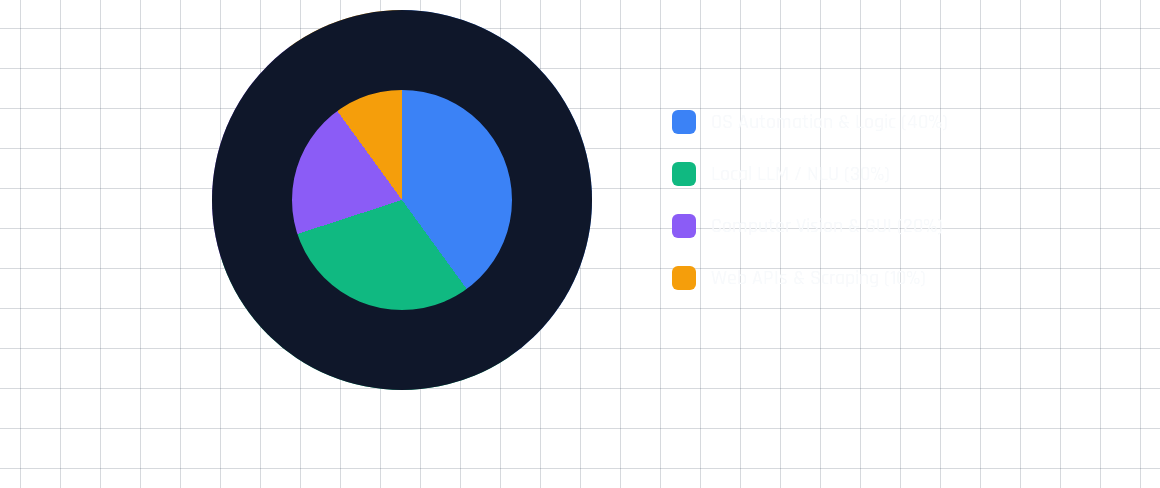 OS Automation & Logic (40%)
Local LLM / NLU (30%)
Computer Vision & GUI (20%)
Web APIs & Scraping (10%)